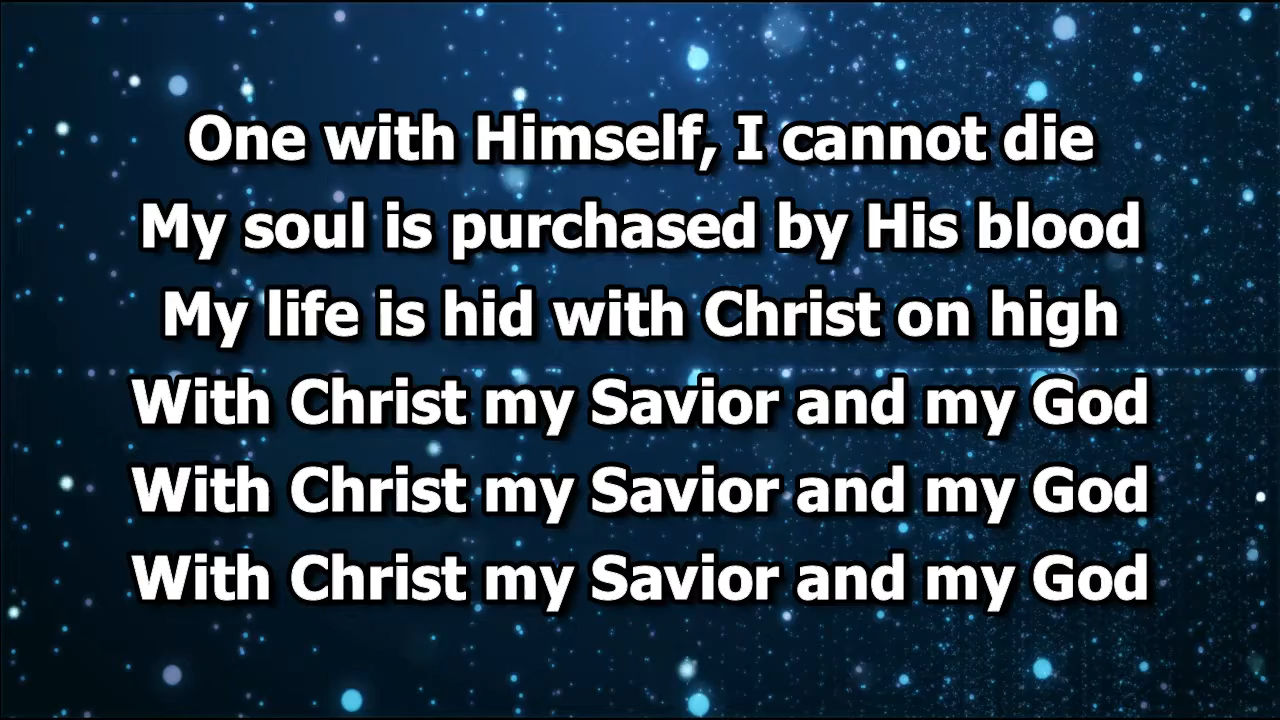 One with Himself, I cannot die
My soul is purchased by His blood
My life is hid with Christ on high
With Christ my Savior and my God
With Christ my Savior and my God
With Christ my Savior and my God